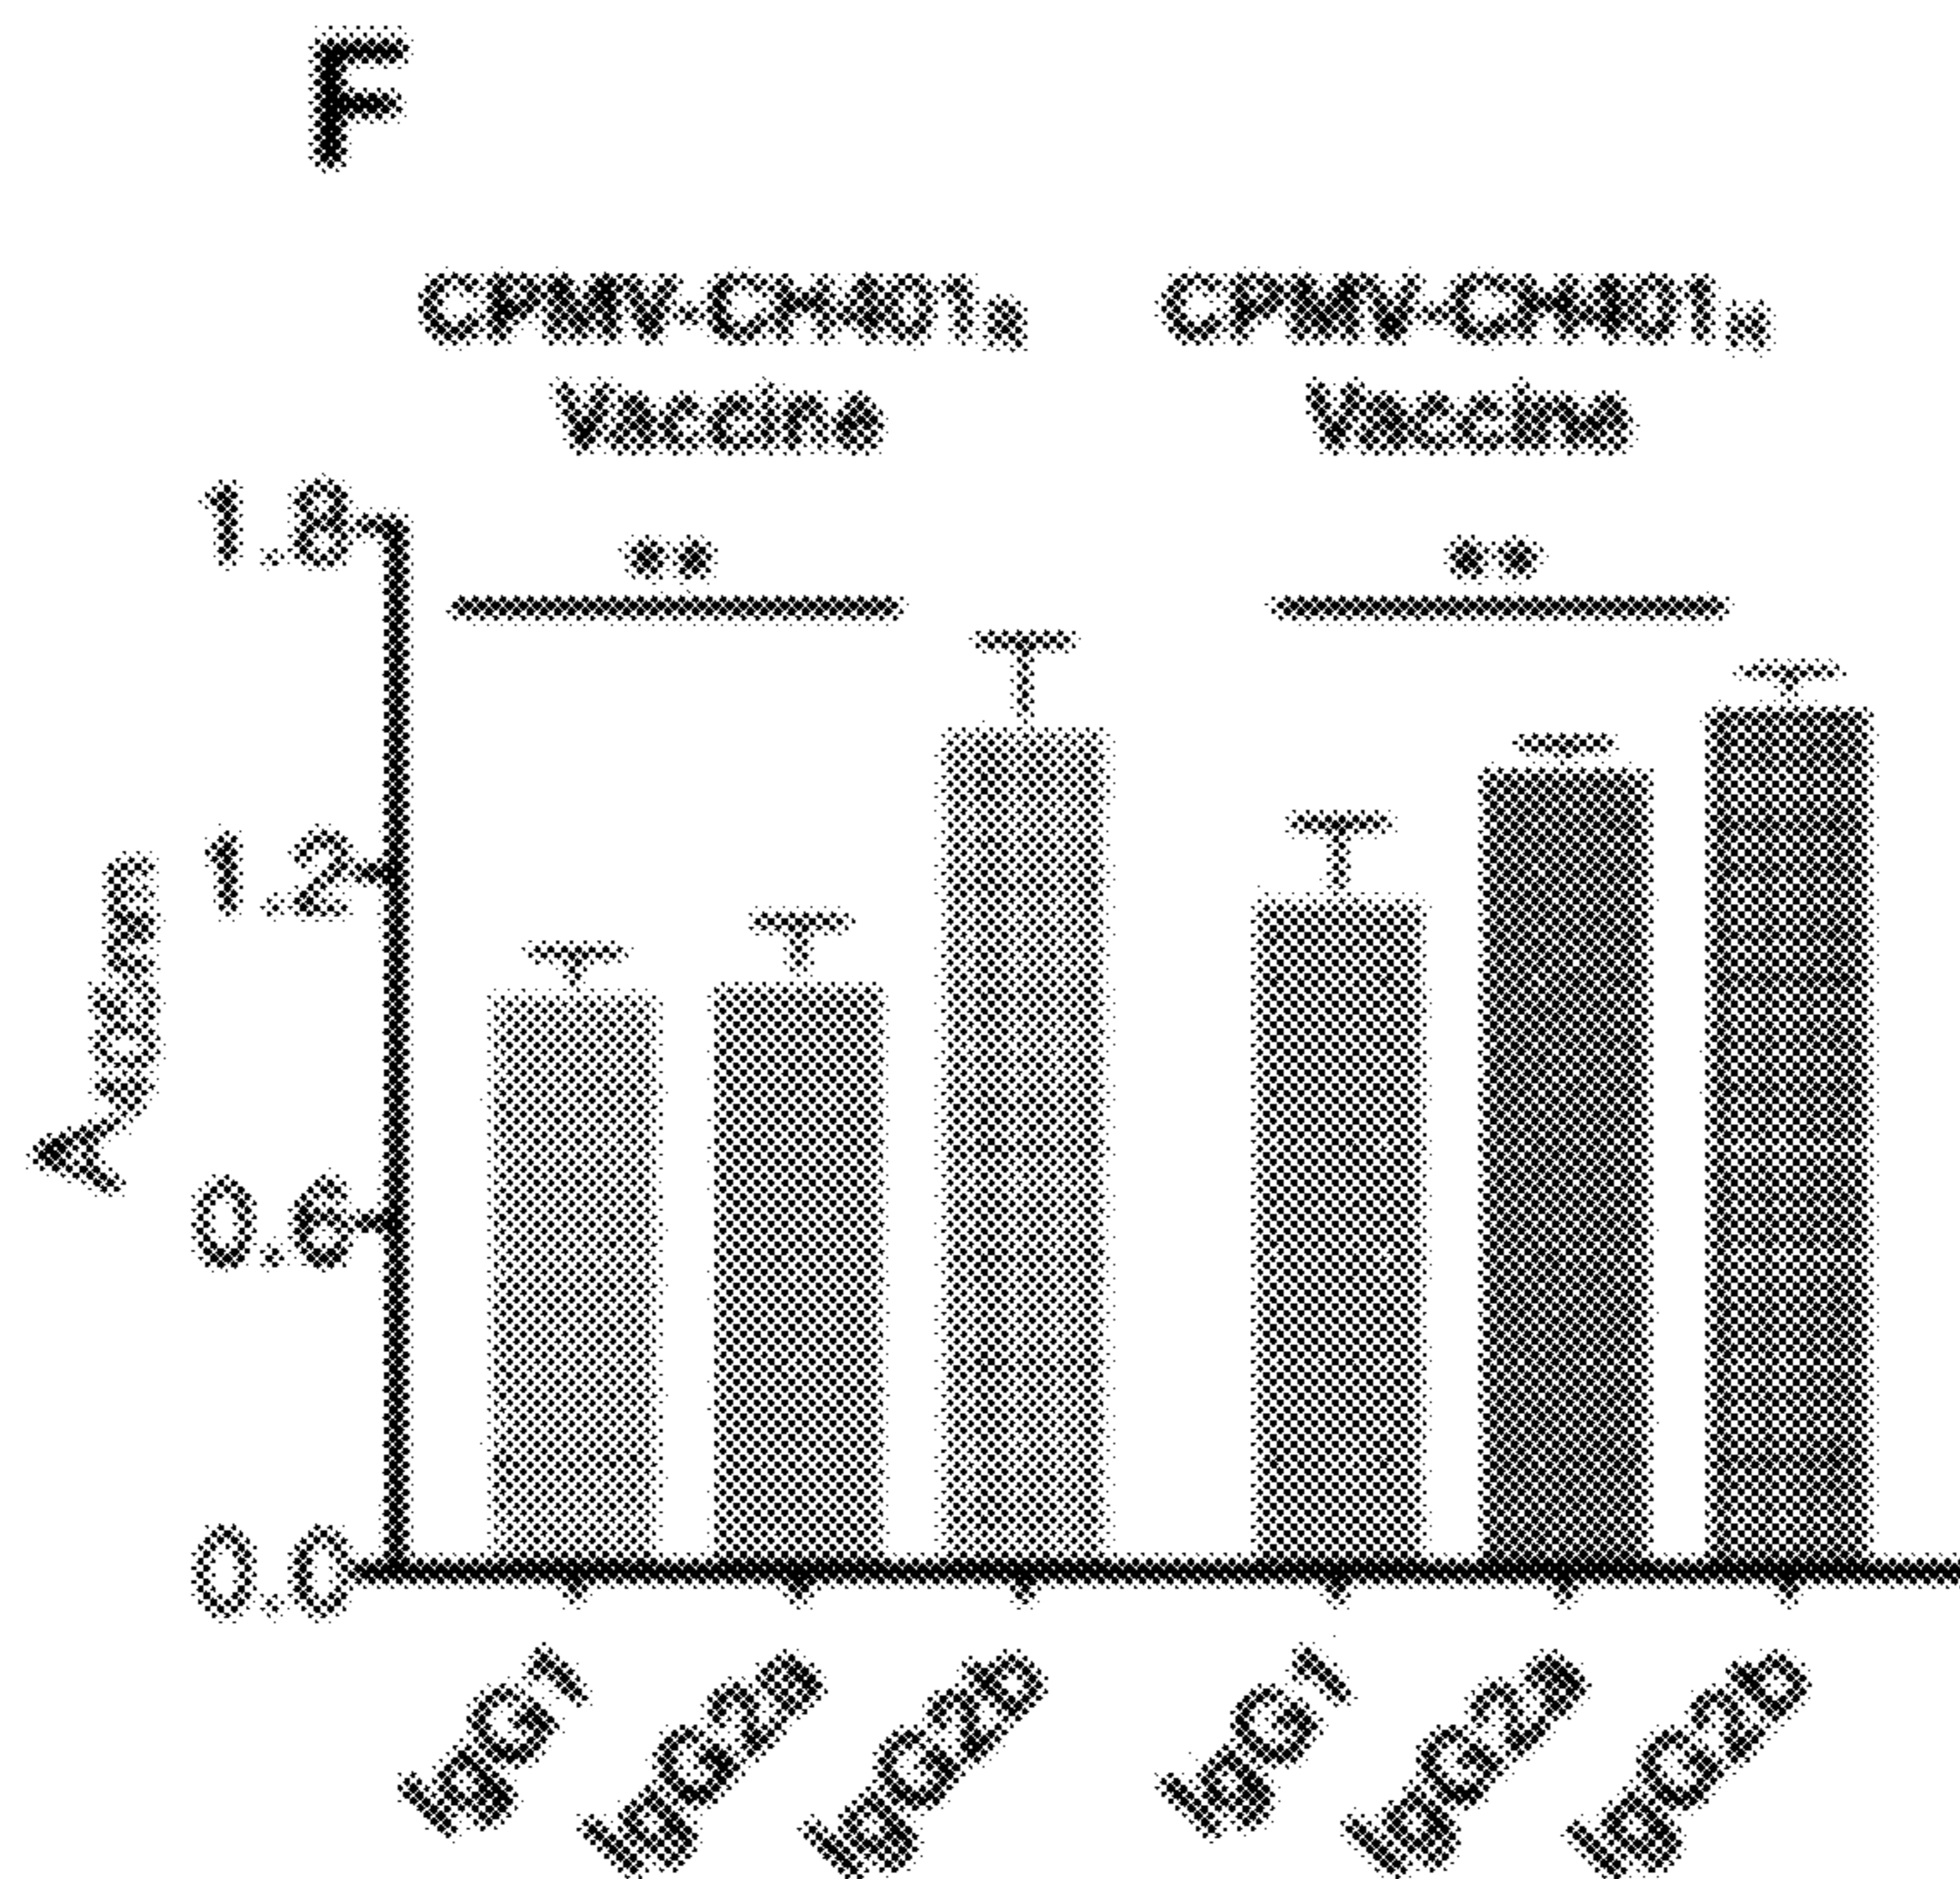 F
CPMV-CH401
Vaccine
CPMV-CH401
Vaccine
**
**
1.8
1.2
0.6
0.0
A450nm
IgG1
IgG2a
IgG2b
IgG1
IgG2a
IgG2b